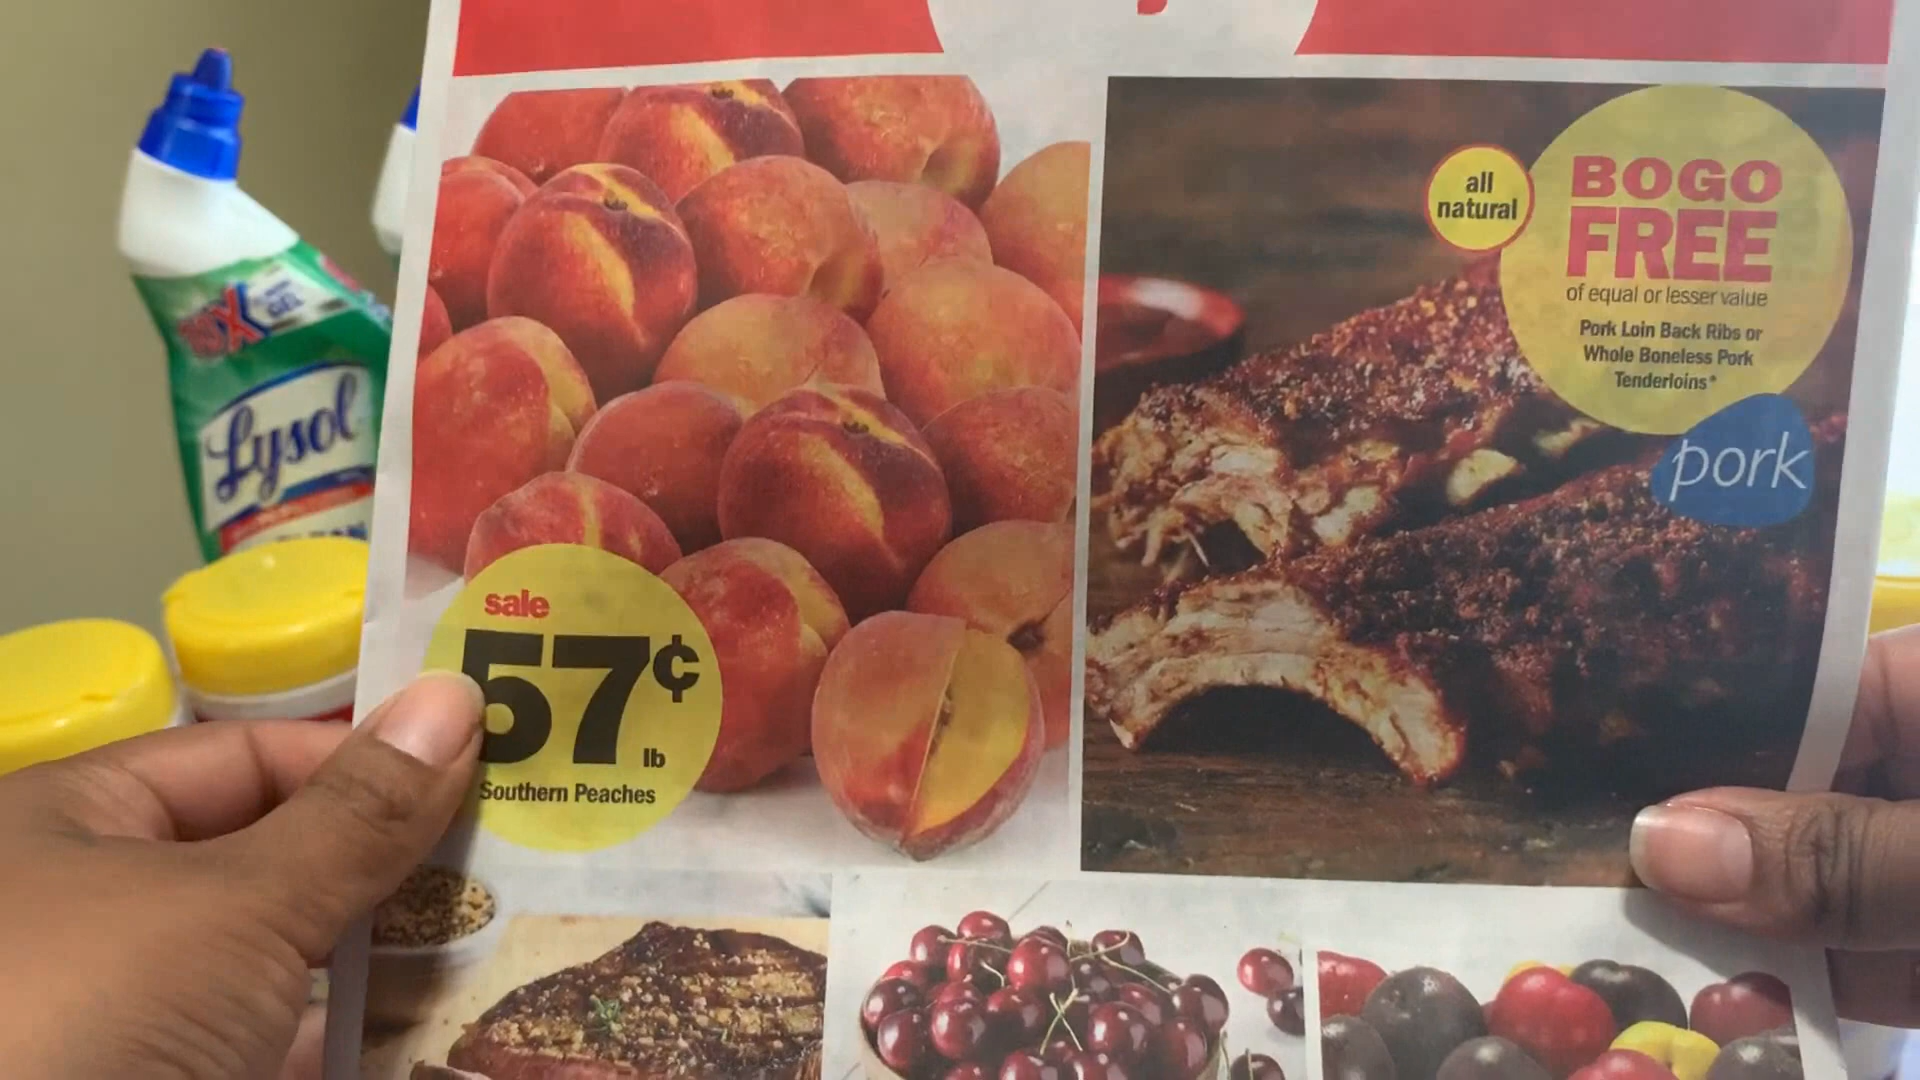 Lysol
GEL
sale
57¢
lb
Southern Peaches
all
natural
BOGO
FREE
of equal or lesser value
Pork Loin Back Ribs or
Whole Boneless Pork
Tenderloins*
pork